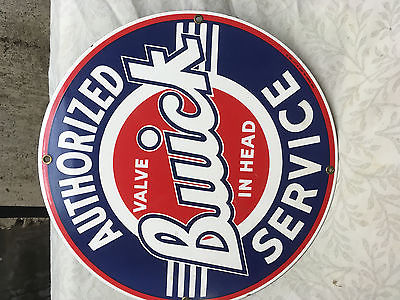 AUTHORIZED
VALVE
Buick
IN HEAD
SERVICE